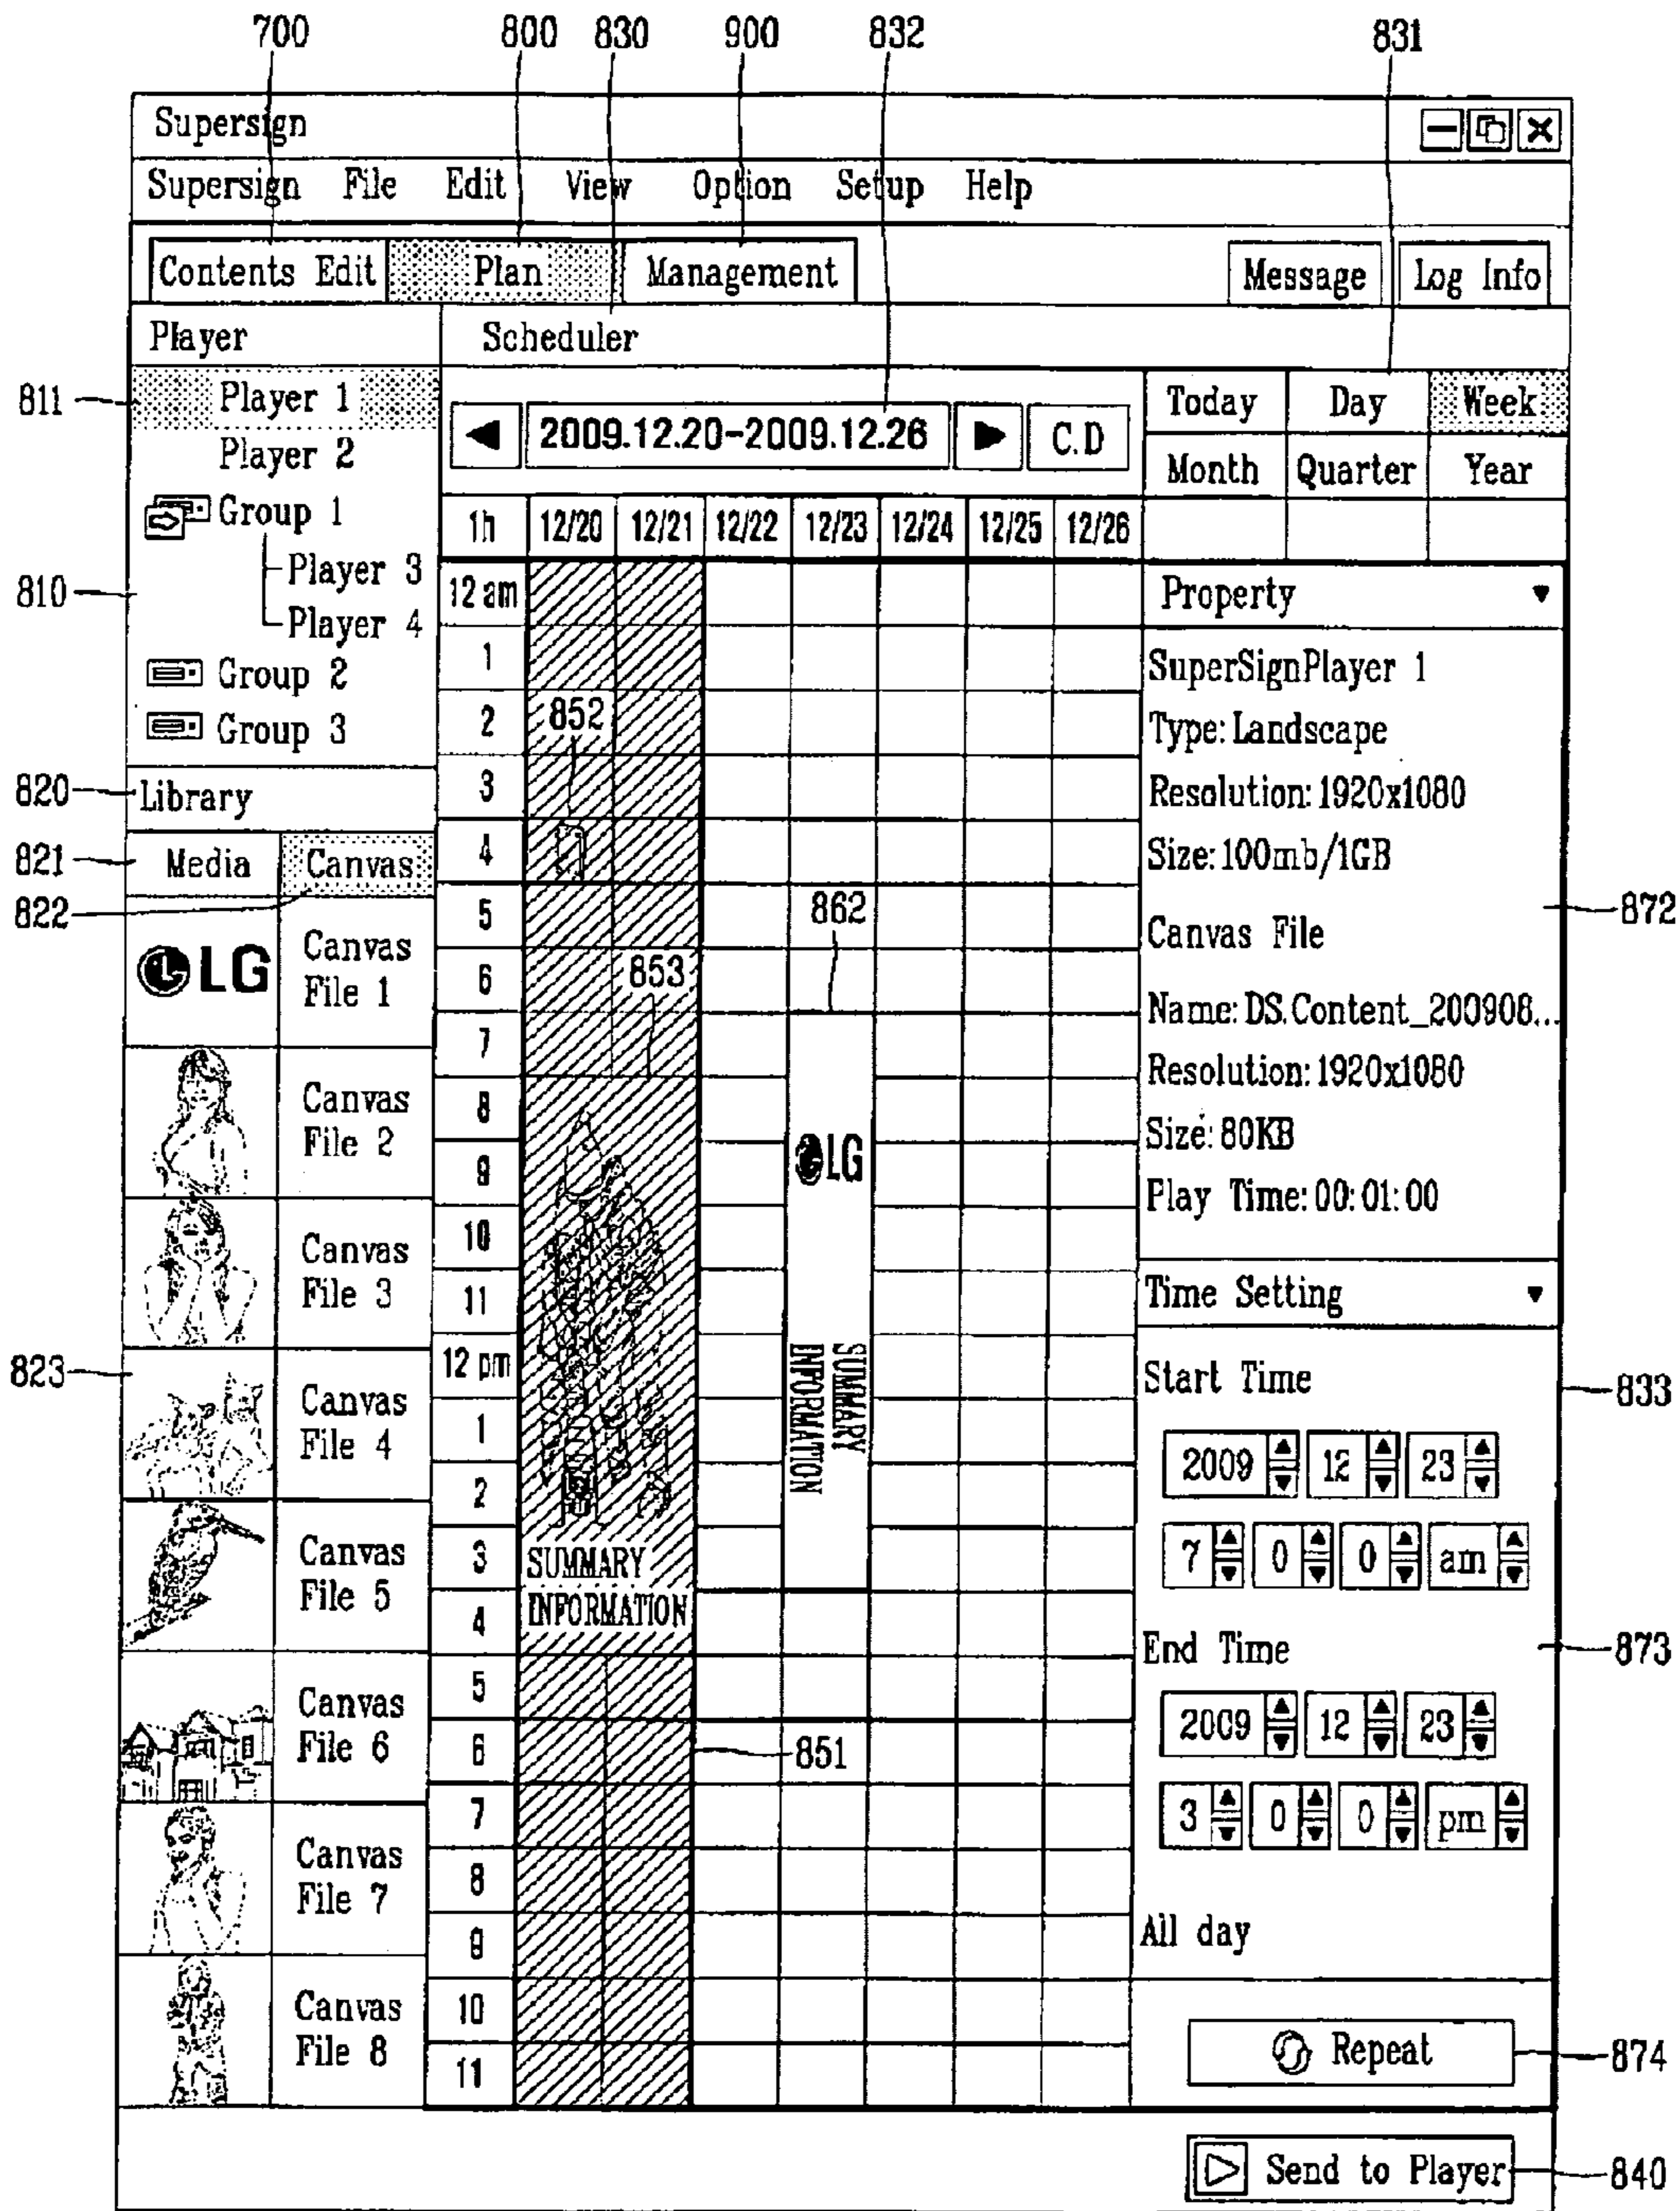 700 800 830 900 832 831
Supersign
Supersign File Edit View Option Setup Help
Contents Edit Plan Management Message Log Info
Player Scheduler
811 Player 1
Player 2
Group 1
Player 3
810
Player 4
Group 2
Group 3
2009.12.20-2009.12.26 C.D
Today Day Week
Month Quarter Year
1h 12/20 12/21 12/22 12/23 12/24 12/25 12/26
12 am
1
2
3
4
5
6
7
8
9
10
11
12 pm
1
2
3
4
5
6
7
8
9
10
11
852
853
862
851
LG
SUMMARY
INFORMATION
SUMMARY
INFORMATION
820 Library
821 Media Canvas
822
LG Canvas
File 1
Canvas
File 2
Canvas
File 3
823
Canvas
File 4
Canvas
File 5
Canvas
File 6
Canvas
File 7
Canvas
File 8
Property
SuperSignPlayer 1
Type:Landscape
Resolution:1920x1080
Size:100mb/1GB
872
Canvas File
Name:DS.Content_200908...
Resolution:1920x1080
Size:80KB
Play Time:00:01:00
Time Setting
Start Time
833
2009 12 23
7 0 0 am
End Time
873
2009 12 23
3 0 0 pm
All day
Repeat 874
Send to Player 840